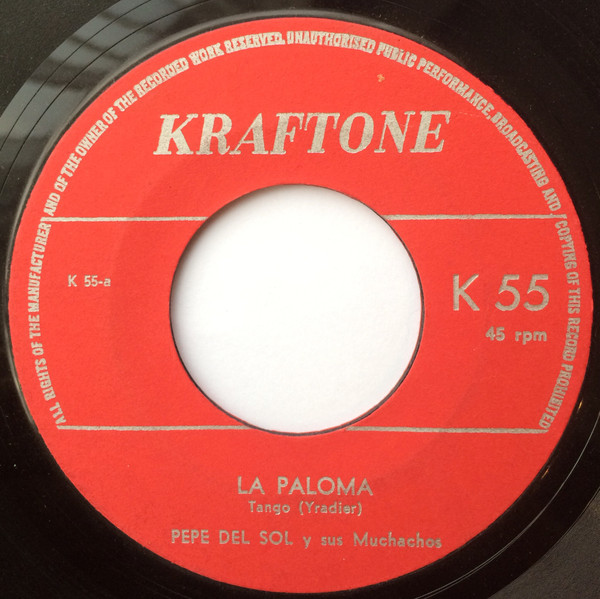 ALL RIGHTS OF THE MANUFACTURER AND OF THE OWNER OF THE RECORDED WORK RESERVED. UNAUTHORISED PUBLIC PERFORMANCE, BROADCASTING AND COPYING OF THIS RECORD PROHIBITED
KRAFTONE
K 55-a
K 55
45 rpm
LA PALOMA
Tango (Yradier)
PEPE DEL SOL y sus Muchachos